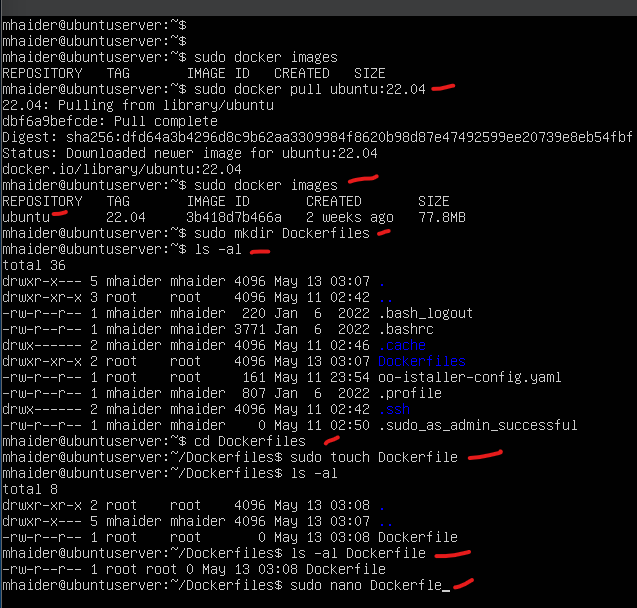 mhaider@ubuntuserver:~$
mhaider@ubuntuserver:~$
mhaider@ubuntuserver:~$ sudo docker images
REPOSITORY   TAG       IMAGE ID   CREATED   SIZE
mhaider@ubuntuserver:~$ sudo docker pull ubuntu:22.04
22.04: Pulling from library/ubuntu
dbf6a9befcde: Pull complete
Digest: sha256:dfd64a3b4296d8c9b62aa3309984f8620b98d87e47492599ee20739e8eb54fbf
Status: Downloaded newer image for ubuntu:22.04
docker.io/library/ubuntu:22.04
mhaider@ubuntuserver:~$ sudo docker images
REPOSITORY   TAG       IMAGE ID       CREATED       SIZE
ubuntu       22.04     3b418d7b466a   2 weeks ago   77.8MB
mhaider@ubuntuserver:~$ sudo mkdir Dockerfiles
mhaider@ubuntuserver:~$ ls -al
total 36
drwxr-x--- 5 mhaider mhaider 4096 May 13 03:07 .
drwxr-xr-x 3 root    root    4096 May 11 02:42 ..
-rw-r--r-- 1 mhaider mhaider  220 Jan  6  2022 .bash_logout
-rw-r--r-- 1 mhaider mhaider 3771 Jan  6  2022 .bashrc
drwx------ 2 mhaider mhaider 4096 May 11 02:46 .cache
drwxr-xr-x 2 root    root    4096 May 13 03:07 Dockerfiles
-rw-r--r-- 1 root    root     161 May 11 23:54 oo-istaller-config.yaml
-rw-r--r-- 1 mhaider mhaider  807 Jan  6  2022 .profile
drwx------ 2 mhaider mhaider 4096 May 11 02:42 .ssh
-rw-r--r-- 1 mhaider mhaider    0 May 11 02:50 .sudo_as_admin_successful
mhaider@ubuntuserver:~$ cd Dockerfiles
mhaider@ubuntuserver:~/Dockerfiles$ sudo touch Dockerfile
mhaider@ubuntuserver:~/Dockerfiles$ ls -al
total 8
drwxr-xr-x 2 root    root    4096 May 13 03:08 .
drwxr-x--- 5 mhaider mhaider 4096 May 13 03:07 ..
-rw-r--r-- 1 root    root       0 May 13 03:08 Dockerfile
mhaider@ubuntuserver:~/Dockerfiles$ ls -al Dockerfile
-rw-r--r-- 1 root root 0 May 13 03:08 Dockerfile
mhaider@ubuntuserver:~/Dockerfiles$ sudo nano Dockerfle_